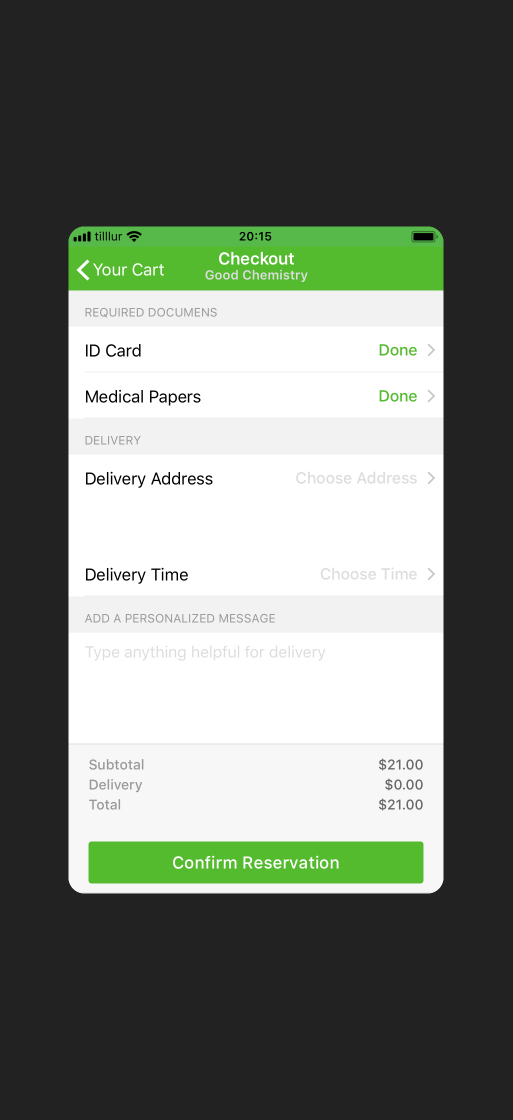 tilllur 20:15
Your Cart
Checkout
Good Chemistry
REQUIRED DOCUMENS
ID Card Done
Medical Papers Done
DELIVERY
Delivery Address Choose Address
Delivery Time Choose Time
ADD A PERSONALIZED MESSAGE
Type anything helpful for delivery
Subtotal $21.00
Delivery $0.00
Total $21.00
Confirm Reservation